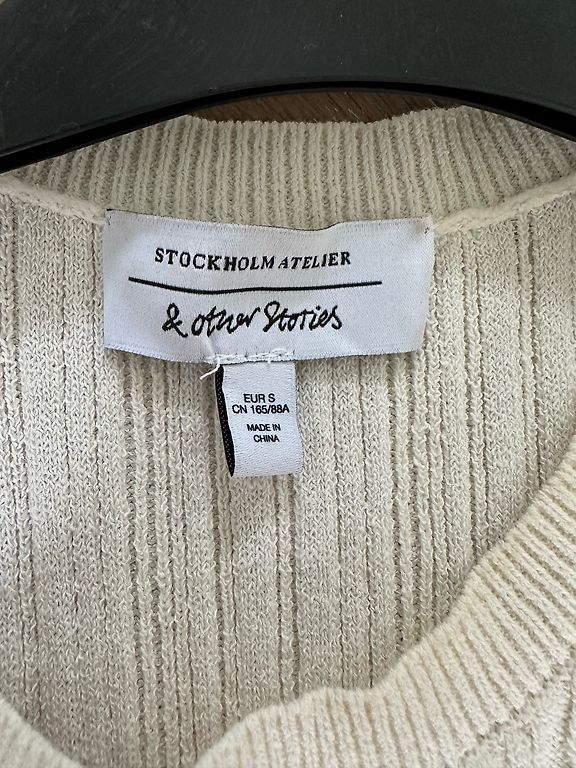 STOCKHOLM ATELIER
& other Stories
EUR S
CN 165/88A
MADE IN
CHINA